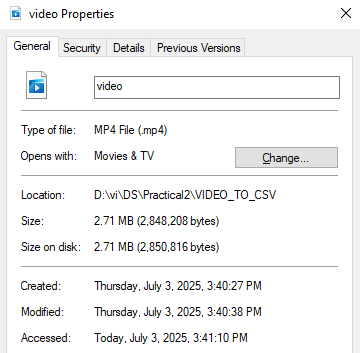 video Properties
General Security Details Previous Versions
video
Type of file: MP4 File (.mp4)
Opens with: Movies & TV Change...
Location: D:\vi\DS\Practical2\VIDEO_TO_CSV
Size: 2.71 MB (2,848,208 bytes)
Size on disk: 2.71 MB (2,850,816 bytes)
Created: Thursday, July 3, 2025, 3:40:27 PM
Modified: Thursday, July 3, 2025, 3:40:38 PM
Accessed: Today, July 3, 2025, 3:41:10 PM